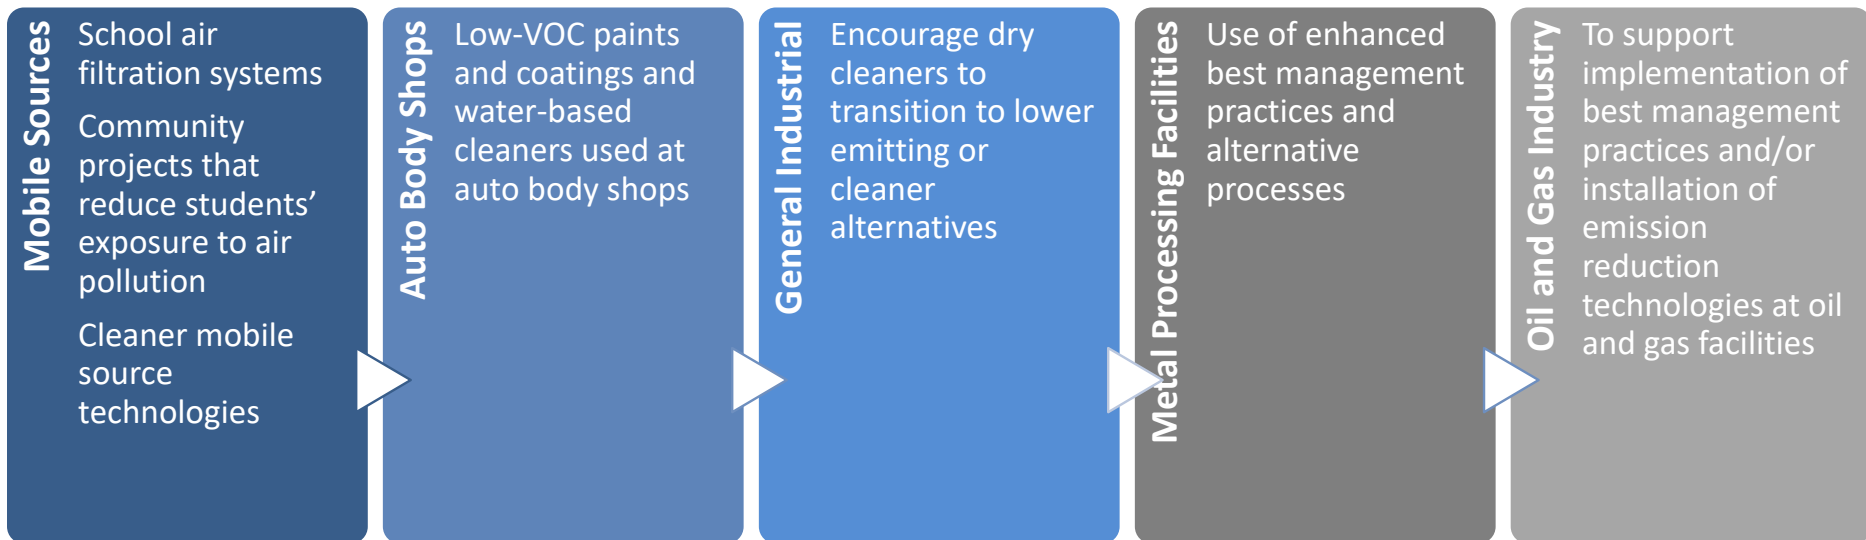 Mobile Sources
School air
filtration systems
Community
projects that
reduce students’
exposure to air
pollution
Cleaner mobile
source
technologies
Auto Body Shops
Low-VOC paints
and coatings and
water-based
cleaners used at
auto body shops
General Industrial
Encourage dry
cleaners to
transition to lower
emitting or
cleaner
alternatives
Metal Processing Facilities
Use of enhanced
best management
practices and
alternative
processes
Oil and Gas Industry
To support
implementation of
best management
practices and/or
installation of
emission
reduction
technologies at oil
and gas facilities